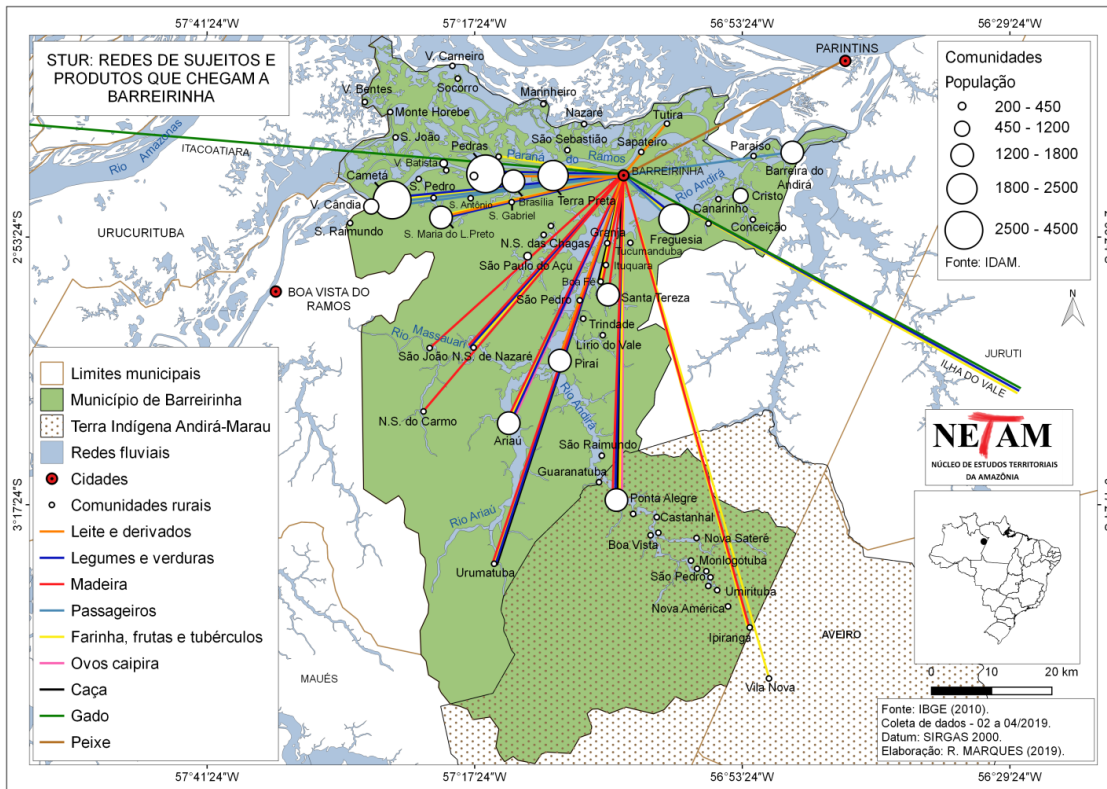 57°41'24"W
57°17'24"W
56°53'24"W
56°29'24"W
STUR: REDES DE SUJEITOS E
PRODUTOS QUE CHEGAM A
BARREIRINHA
PARINTINS
Comunidades
População
200 - 450
450 - 1200
1200 - 1800
1800 - 2500
2500 - 4500
Fonte: IDAM.
V. Carneiro
Socorro
V. Bentes
Marinheiro
Monte Horebe
Nazaré
Tutira
S. João
São Sebastião
Sapateiro
Pedras
Rio Amazonas
ITACOATIARA
Paraná do Ramos
Paraíso
V. Batista
BARREIRINHA
Barreira do
Andirá
Cametá
S. Pedro
Rio Andirá
Cristo
V. Cândia
S. Antônio
Brasília
Terra Preta
Canarinho
S. Gabriel
S. Raimundo
S. Maria do L.Preto
Freguesia
Conceição
2°53'24"S
URUCURITUBA
Granja
N.S. das Chagas
Tucumanduba
São Paulo do Açu
Ituquara
Boa Fé
BOA VISTA DO
RAMOS
São Pedro
Santa Tereza
N
Trindade
Rio Massauari
Lírio do Vale
São João
N.S. de Nazaré
JURUTI
ILHA DO VALE
Piraí
Limites municipais
Município de Barreirinha
Terra Indígena Andirá-Marau
Redes fluviais
Cidades
Comunidades rurais
Leite e derivados
Legumes e verduras
Madeira
Passageiros
Farinha, frutas e tubérculos
Ovos caipira
Caça
Gado
Peixe
N.S. do Carmo
Rio Andirá
Ariaú
NETAM
NÚCLEO DE ESTUDOS TERRITORIAIS
DA AMAZÔNIA
São Raimundo
Guaranatuba
3°17'24"S
Ponta Alegre
Rio Ariaú
Castanhal
Boa Vista
Nova Sateré
Urumatuba
Monlogotuba
São Pedro
Umirituba
Nova América
Ipiranga
AVEIRO
MAUÉS
Vila Nova
0 10 20 km
Fonte: IBGE (2010).
Coleta de dados - 02 a 04/2019.
Datum: SIRGAS 2000.
Elaboração: R. MARQUES (2019).
57°41'24"W
57°17'24"W
56°53'24"W
56°29'24"W